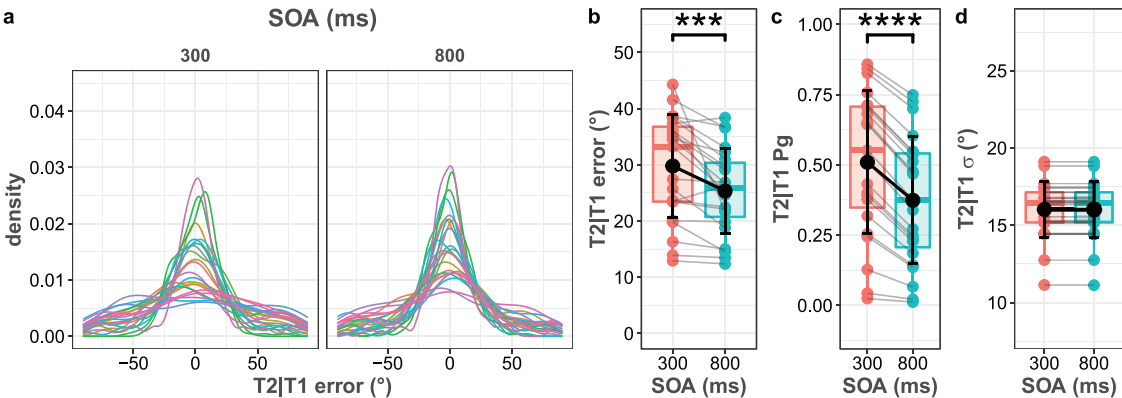 a
SOA (ms)
300
800
density
0.04
0.03
0.02
0.01
0.00
−50
0
50
−50
0
50
T2|T1 error (°)
b
***
T2|T1 error (°)
50
40
30
20
10
0
300
800
SOA (ms)
c
****
T2|T1 Pg
1.00
0.75
0.50
0.25
0.00
300
800
SOA (ms)
d
T2|T1 σ (°)
25
20
15
10
300
800
SOA (ms)